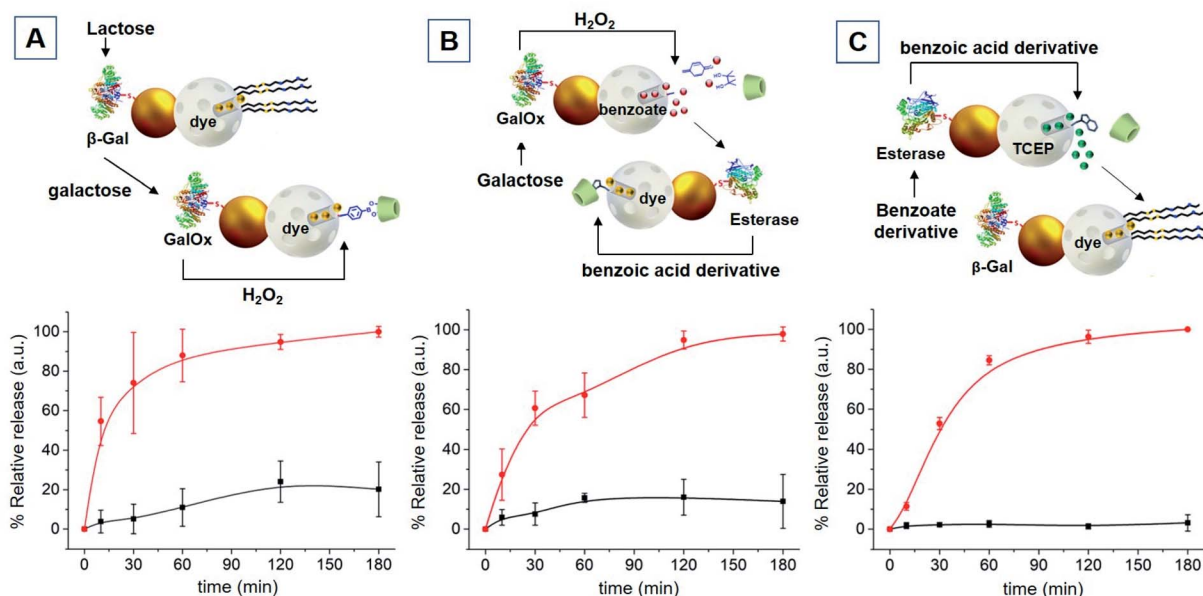 A
Lactose
β-Gal
S
dye
galactose
GalOx
S
dye
H₂O₂
% Relative release (a.u.)
100
80
60
40
20
0
0 30 60 90 120 150 180
time (min)
B
H₂O₂
GalOx
S
benzoate
Galactose
dye
S
Esterase
benzoic acid derivative
% Relative release (a.u.)
100
80
60
40
20
0
0 30 60 90 120 150 180
time (min)
C
benzoic acid derivative
Esterase
S
TCEP
Benzoate
derivative
S
dye
β-Gal
% Relative release (a.u.)
100
80
60
40
20
0
0 30 60 90 120 150 180
time (min)